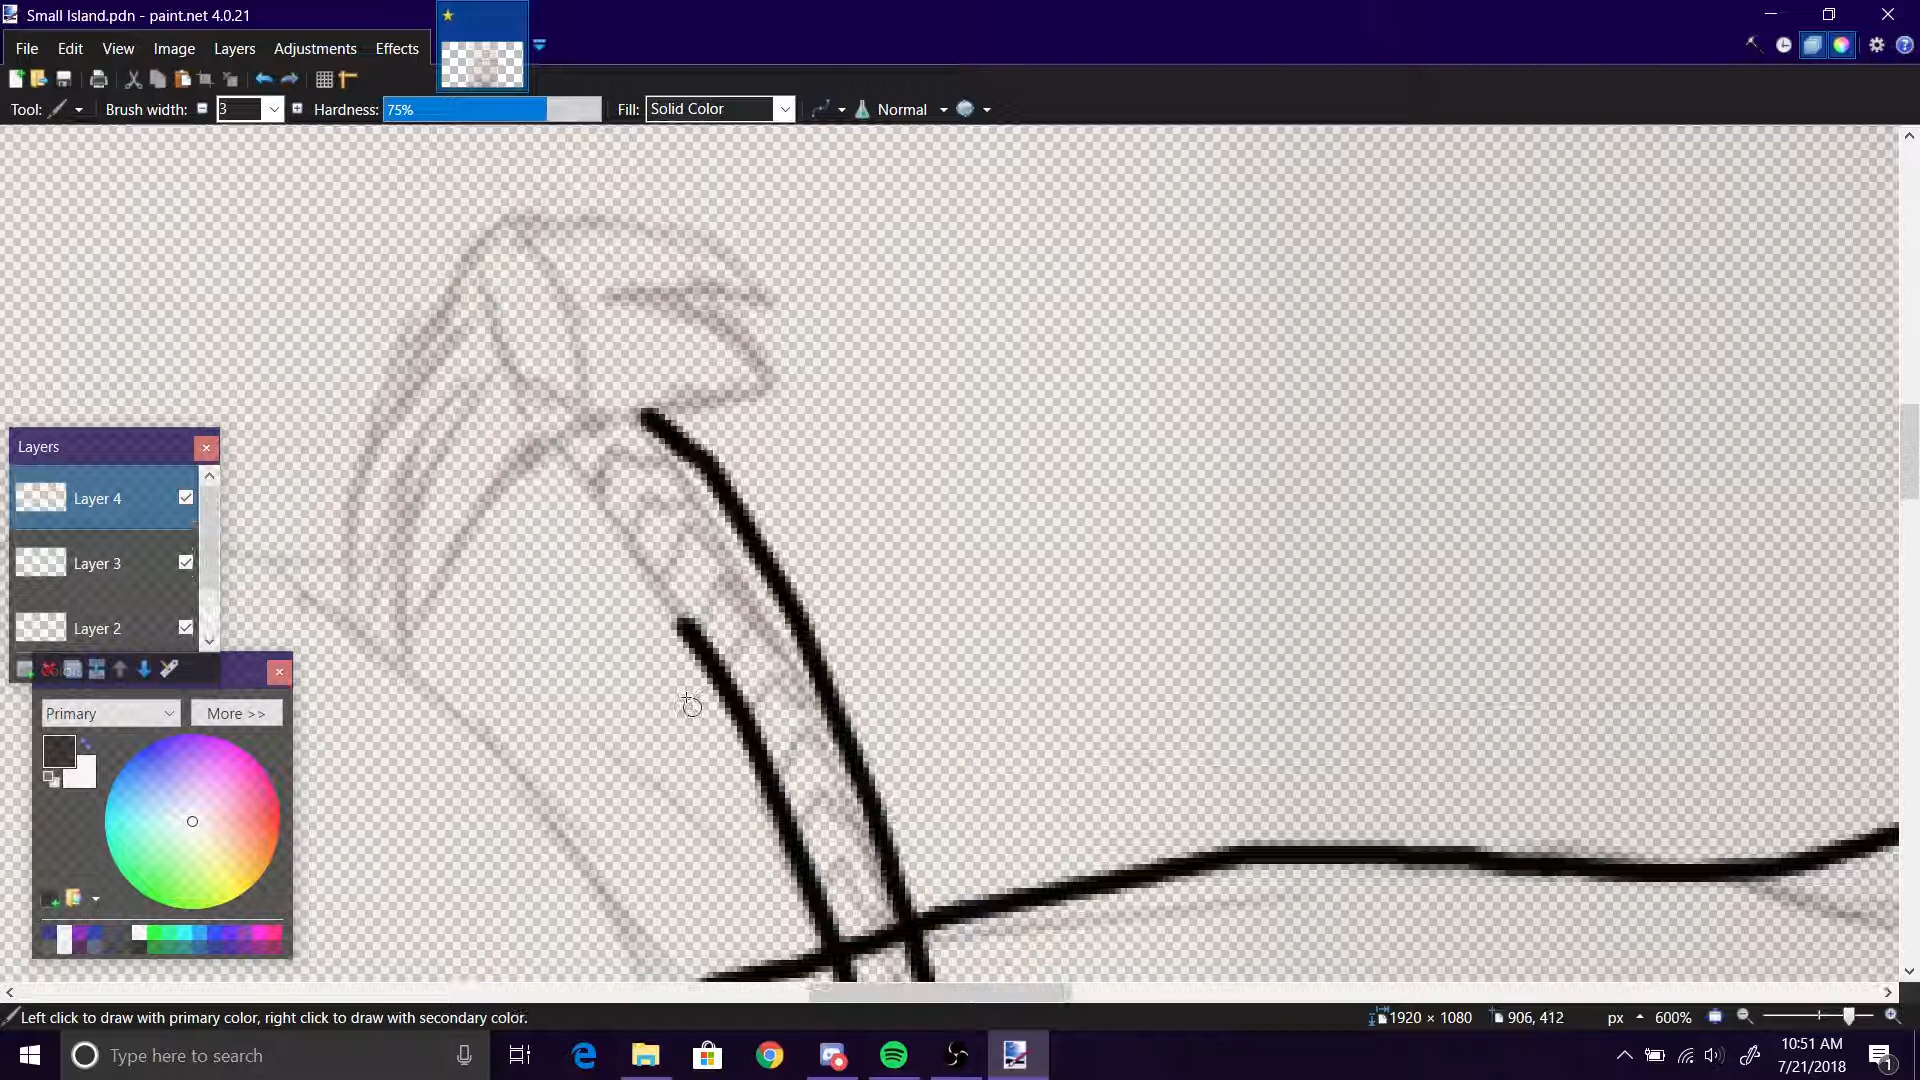 Small Island.pdn - paint.net 4.0.21
File Edit View Image Layers Adjustments Effects
Tool: Brush width: 3 Hardness: 75% Fill: Solid Color Normal
Layers
Layer 4
Layer 3
Layer 2
Primary More >>
Left click to draw with primary color, right click to draw with secondary color.
1920 × 1080 906, 412 px 600%
Type here to search
10:51 AM
7/21/2018
1